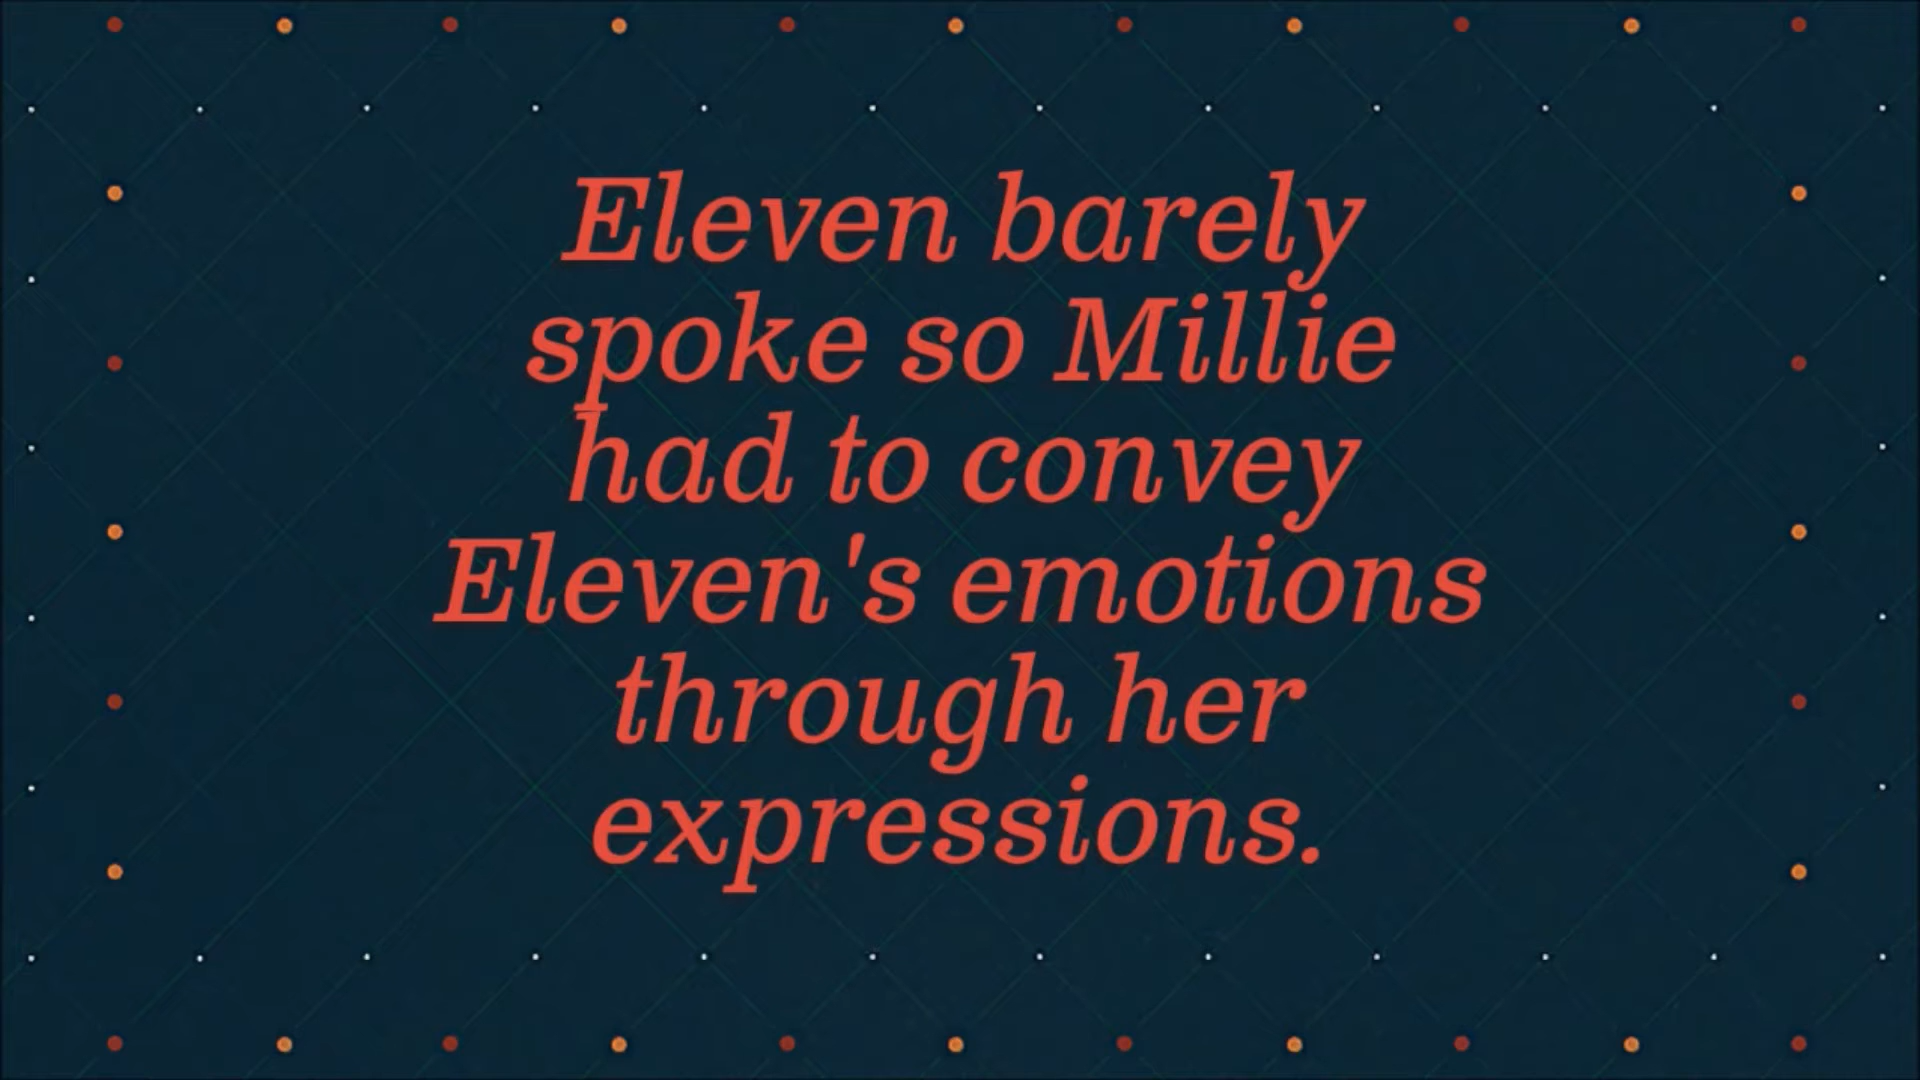 Eleven barely
spoke so Millie
had to convey
Eleven's emotions
through her
expressions.